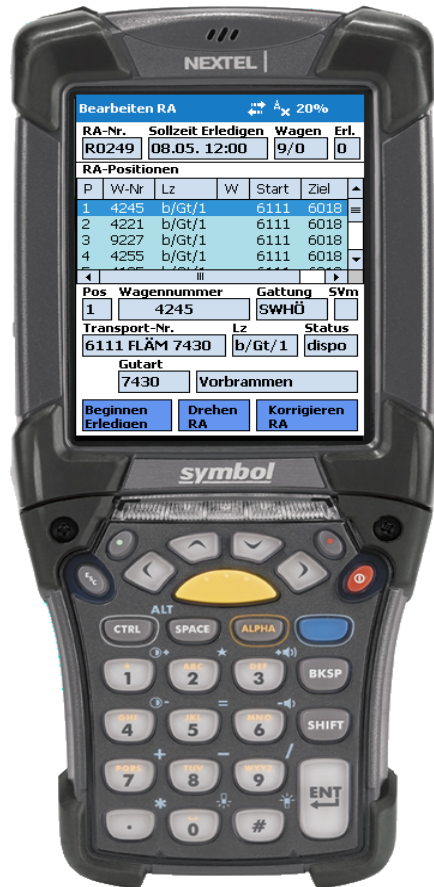 NEXTEL
Bearbeiten RA 20%
RA-Nr. Sollzeit Erledigen Wagen Erl.
R0249 08.05. 12:00 9/0 0
RA-Positionen
P W-Nr Lz W Start Ziel
1 4245 b/Gt/1 6111 6018
2 4221 b/Gt/1 6111 6018
3 9227 b/Gt/1 6111 6018
4 4255 b/Gt/1 6111 6018
Pos Wagennummer Gattung SVm
1 4245 SWHÖ
Transport-Nr. Lz Status
6111 FLÄM 7430 b/Gt/1 dispo
Gutart
7430 Vorbrammen
Beginnen Erledigen Drehen RA Korrigieren RA
symbol
ESC
ALT
CTRL SPACE ALPHA
1 ABC 2 DEF 3 BKSP
GHI 4 JKL 5 MNO 6 SHIFT
PQRS 7 TUV 8 WXYZ 9
. 0 # ENT